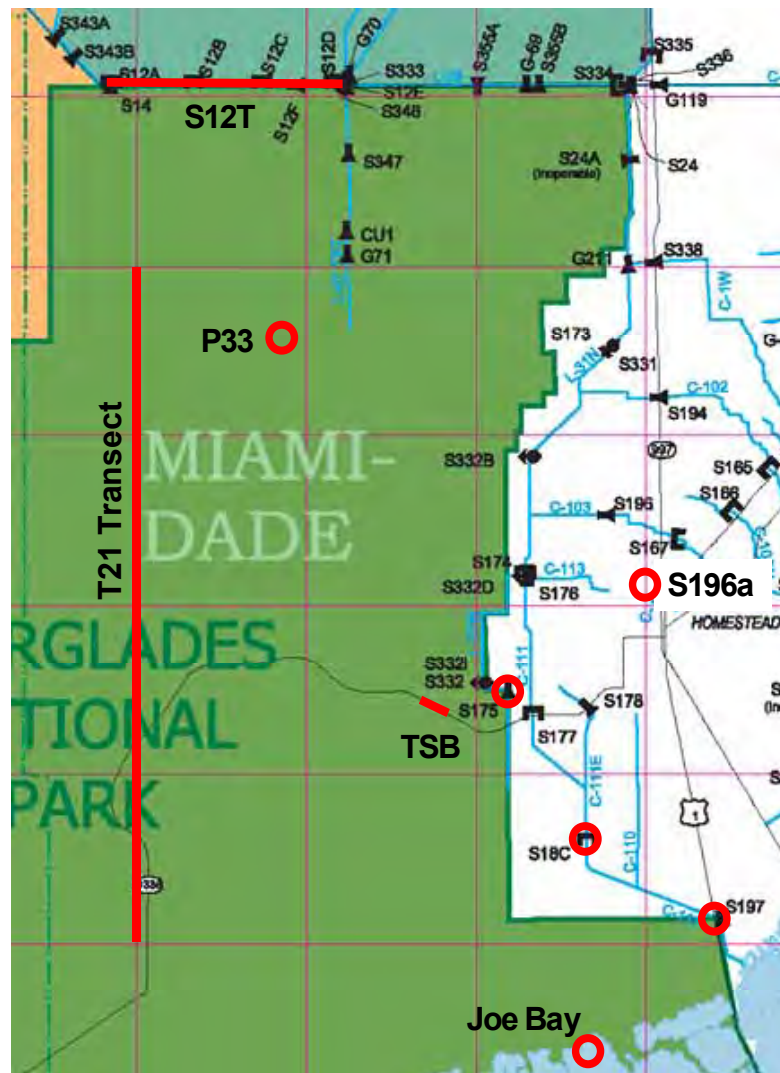 S343A
S343B
S12A
S12B
S12C
S12D
G70
S333
S12E
S346
S12F
S14
S12T
S355A
G-69
S355B
S334
S335
S336
G119
S347
S24A
(inoperable)
S24
CU1
G71
G211
S338
C-1W
P33
S173
S331
L-31N
C-102
S194
G-
T21 Transect
MIAMI-
DADE
S332B
997
S165
S166
C-103
S196
S167
S174
C-113
S332D
S176
S196a
HOMESTEAD
RGLADES
TIONAL
PARK
S332I
S332
S175
C-111
S178
S177
TSB
C-111E
S18C
C-110
1
S197
Joe Bay